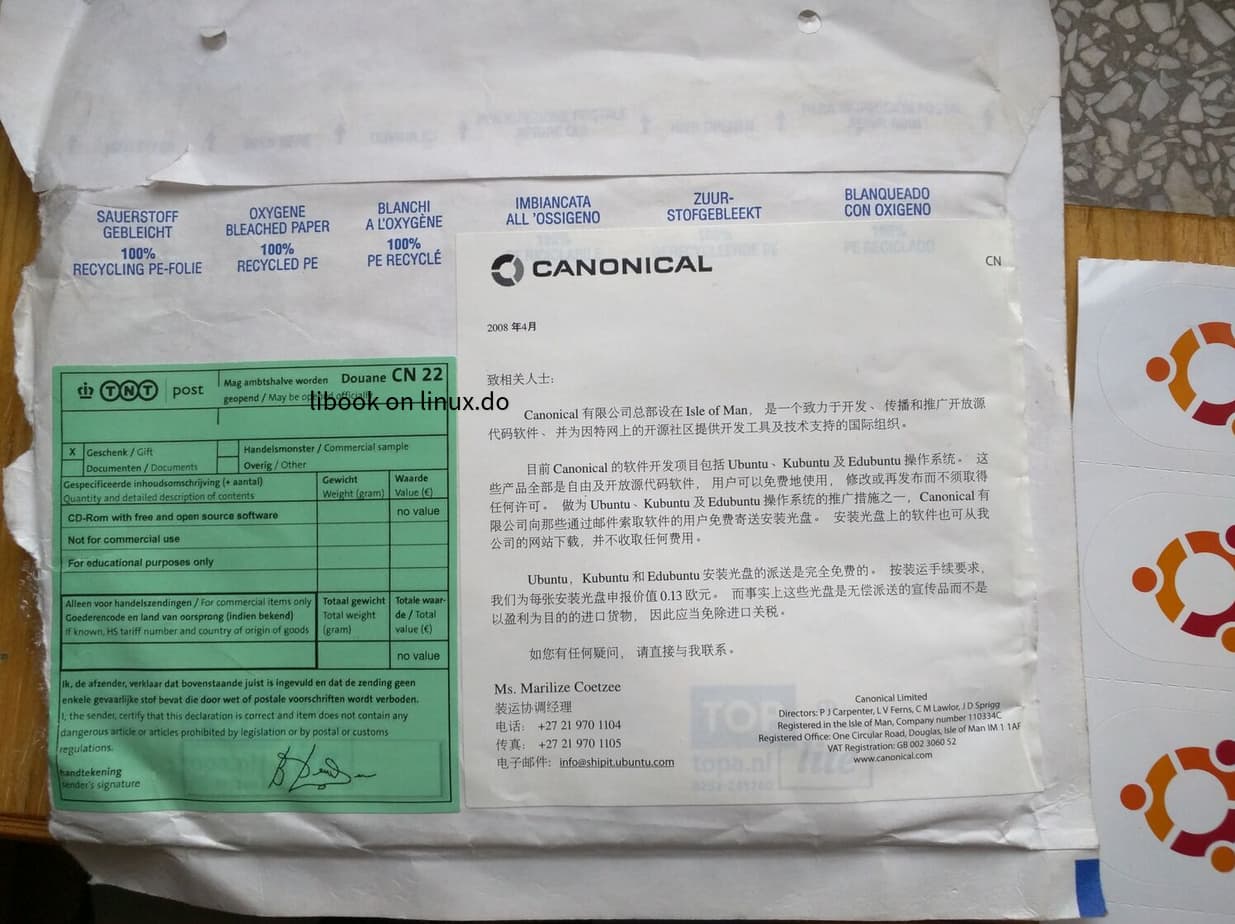 SAUERSTOFF
GEBLEICHT
100%
RECYCLING PE-FOLIE
OXYGENE
BLEACHED PAPER
100%
RECYCLED PE
BLANCHI
A L'OXYGÈNE
100%
PE RECYCLÉ
IMBIANCATA
ALL 'OSSIGENO
ZUUR-
STOFGEBLEEKT
BLANQUEADO
CON OXIGENO
100%
PE RECICLADO
TNT post
Mag ambtshalve worden
geopend / May be opened officially
Douane CN 22
libook on linux.do
X Geschenk / Gift
Documenten / Documents
Handelsmonster / Commercial sample
Overig / Other
Gespecificeerde inhoudsomschrijving (+ aantal)
Quantity and detailed description of contents
Gewicht
Weight (gram)
Waarde
Value (€)
CD-Rom with free and open source software
no value
Not for commercial use
For educational purposes only
Alleen voor handelszendingen / For commercial items only
Goederencode en land van oorsprong (indien bekend)
If known, HS tariff number and country of origin of goods
Totaal gewicht
Total weight
(gram)
Totale waar-
de / Total
value (€)
no value
Ik, de afzender, verklaar dat bovenstaande juist is ingevuld en dat de zending geen
enkele gevaarlijke stof bevat die door wet of postale voorschriften wordt verboden.
I, the sender, certify that this declaration is correct and item does not contain any
dangerous article or articles prohibited by legislation or by postal or customs
regulations.
handtekening
sender's signature
CANONICAL
CN
2008 年4月
致相关人士:
Canonical 有限公司总部设在 Isle of Man， 是一个致力于开发、 传播和推广开放源
代码软件、 并为因特网上的开源社区提供开发工具及技术支持的国际组织。
目前 Canonical 的软件开发项目包括 Ubuntu、Kubuntu 及 Edubuntu 操作系统。 这
些产品全部是自由及开放源代码软件， 用户可以免费地使用， 修改或再发布而不须取得
任何许可。 做为 Ubuntu、Kubuntu 及 Edubuntu 操作系统的推广措施之一，Canonical 有
限公司向那些通过邮件索取软件的用户免费寄送安装光盘。 安装光盘上的软件也可从我
公司的网站下载，并不收取任何费用。
Ubuntu， Kubuntu 和 Edubuntu 安装光盘的派送是完全免费的。 按装运手续要求，
我们为每张安装光盘申报价值 0.13 欧元。 而事实上这些光盘是无偿派送的宣传品而不是
以盈利为目的的进口货物， 因此应当免除进口关税。
如您有任何疑问， 请直接与我联系。
Ms. Marilize Coetzee
装运协调经理
电话: +27 21 970 1104
传真: +27 21 970 1105
电子邮件: info@shipit.ubuntu.com
Canonical Limited
Directors: P J Carpenter, L V Ferns, C M Lawlor, J D Sprigg
Registered in the Isle of Man, Company number 110334C
Registered Office: One Circular Road, Douglas, Isle of Man IM 1 1AF
VAT Registration: GB 002 3060 52
www.canonical.com
TOP
lite
topa.nl